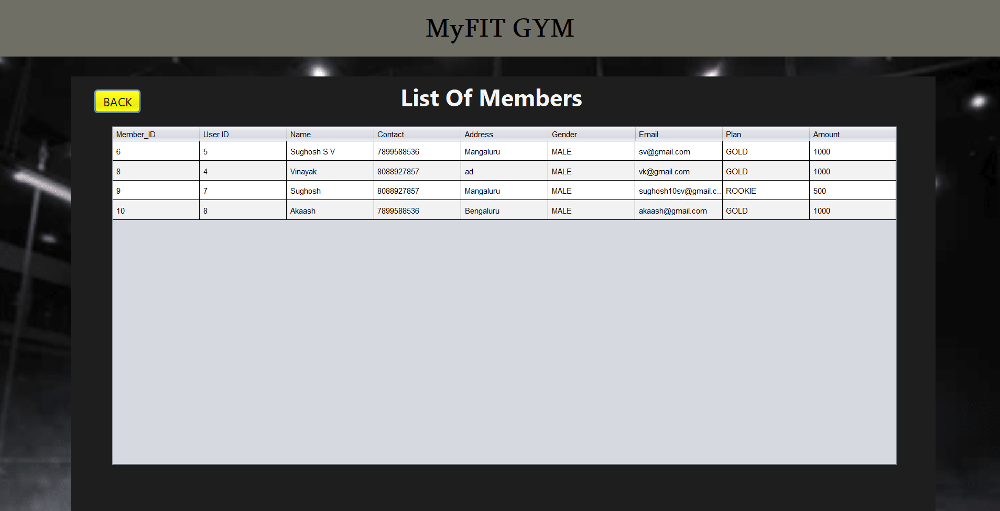 MyFIT GYM
BACK
List Of Members
Member_ID User ID Name Contact Address Gender Email Plan Amount
6 5 Sughosh S V 7899588536 Mangaluru MALE sv@gmail.com GOLD 1000
8 4 Vinayak 8088927857 ad MALE vk@gmail.com GOLD 1000
9 7 Sughosh 8088927857 Mangaluru MALE sughosh10sv@gmail.c... ROOKIE 500
10 8 Akaash 7899588536 Bengaluru MALE akaash@gmail.com GOLD 1000